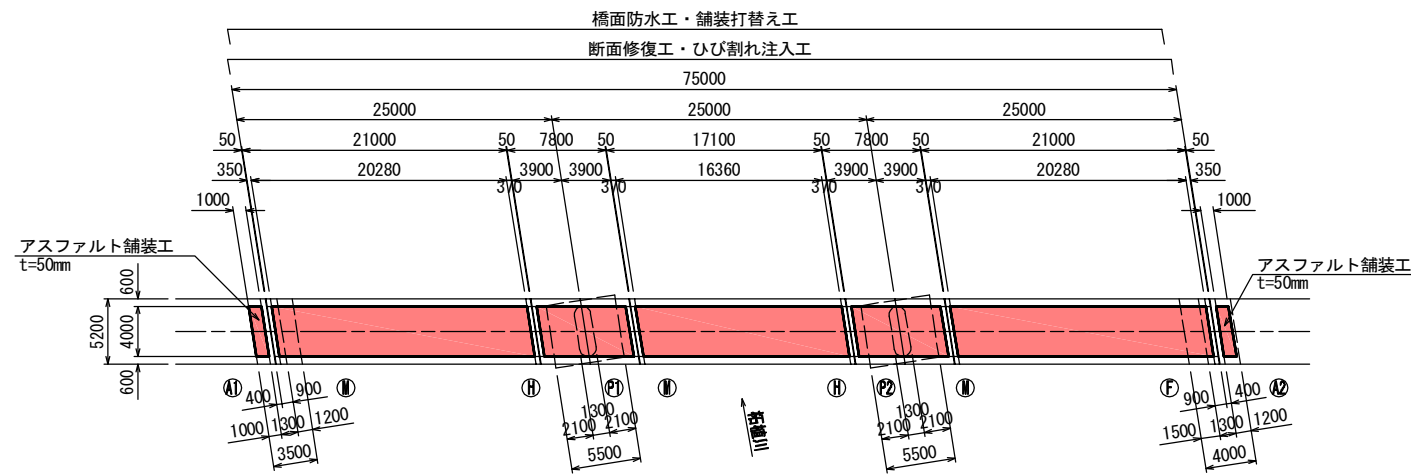 橋面防水工・舗装打替え工
断面修復工・ひび割れ注入工
75000
25000 25000 25000
50 21000 50 7800 50 17100 50 7800 50 21000 50
350 20280 370 3900 3900 370 16360 370 3900 3900 370 20280 350
1000 1000
アスファルト舗装工
t=50mm
アスファルト舗装工
t=50mm
600
5200 4000
600
A1 M H P1 M H P2 M F A2
400 900 900 400
1000 1300 1200 2100 1300 2100 2100 1300 2100 1500 1300 1200
3500 5500 5500 4000
柘植川